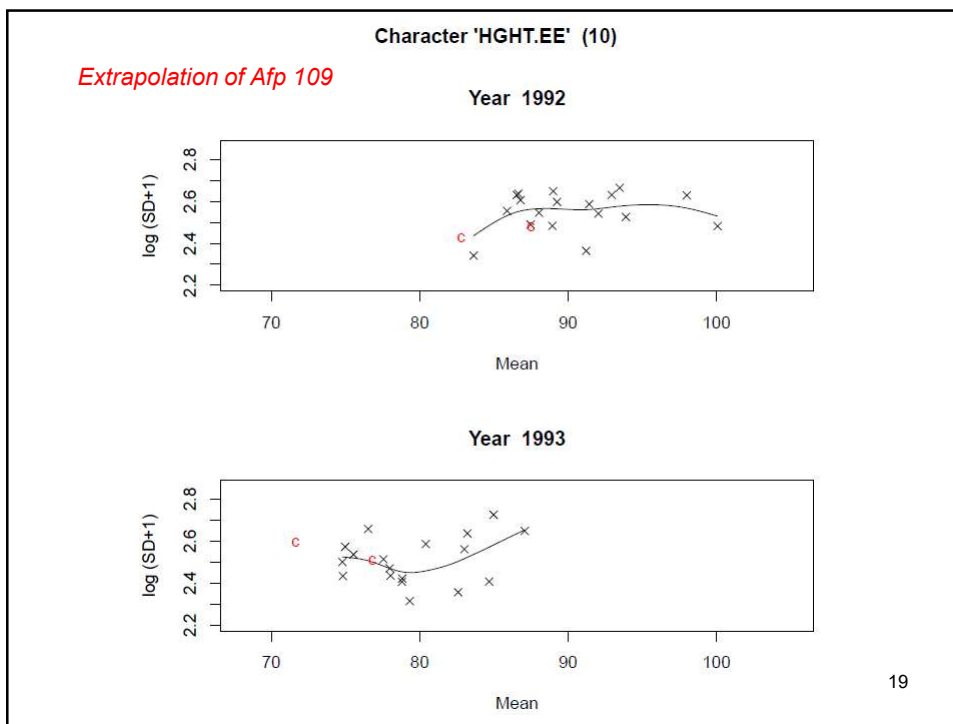 Character 'HGHT.EE' (10)
Extrapolation of Afp 109
Year 1992
log (SD+1)
2.8
2.6
2.4
2.2
C
C
70 80 90 100
Mean
Year 1993
log (SD+1)
2.8
2.6
2.4
2.2
C
C
70 80 90 100
Mean
19